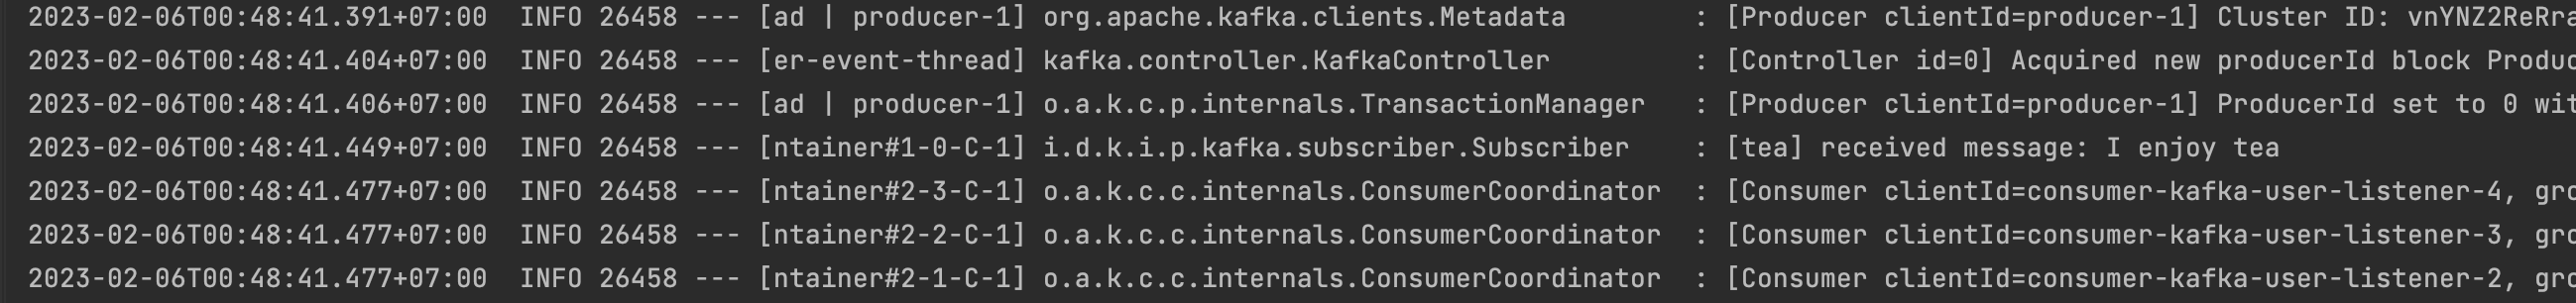 2023-02-06T00:48:41.391+07:00  INFO 26458 --- [ad | producer-1] org.apache.kafka.clients.Metadata        : [Producer clientId=producer-1] Cluster ID:
2023-02-06T00:48:41.404+07:00  INFO 26458 --- [er-event-thread] kafka.controller.KafkaController         : [Controller id=0] Acquired new producerId block Produc
2023-02-06T00:48:41.406+07:00  INFO 26458 --- [ad | producer-1] o.a.k.c.p.internals.TransactionManager   : [Producer clientId=producer-1] ProducerId set to 0 wit
2023-02-06T00:48:41.449+07:00  INFO 26458 --- [ntainer#1-0-C-1] i.d.k.i.p.kafka.subscriber.Subscriber    : [tea] received message: I enjoy tea
2023-02-06T00:48:41.477+07:00  INFO 26458 --- [ntainer#2-3-C-1] o.a.k.c.c.internals.ConsumerCoordinator  : [Consumer clientId=consumer-kafka-user-listener-4, gro
2023-02-06T00:48:41.477+07:00  INFO 26458 --- [ntainer#2-2-C-1] o.a.k.c.c.internals.ConsumerCoordinator  : [Consumer clientId=consumer-kafka-user-listener-3, gro
2023-02-06T00:48:41.477+07:00  INFO 26458 --- [ntainer#2-1-C-1] o.a.k.c.c.internals.ConsumerCoordinator  : [Consumer clientId=consumer-kafka-user-listener-2, gro